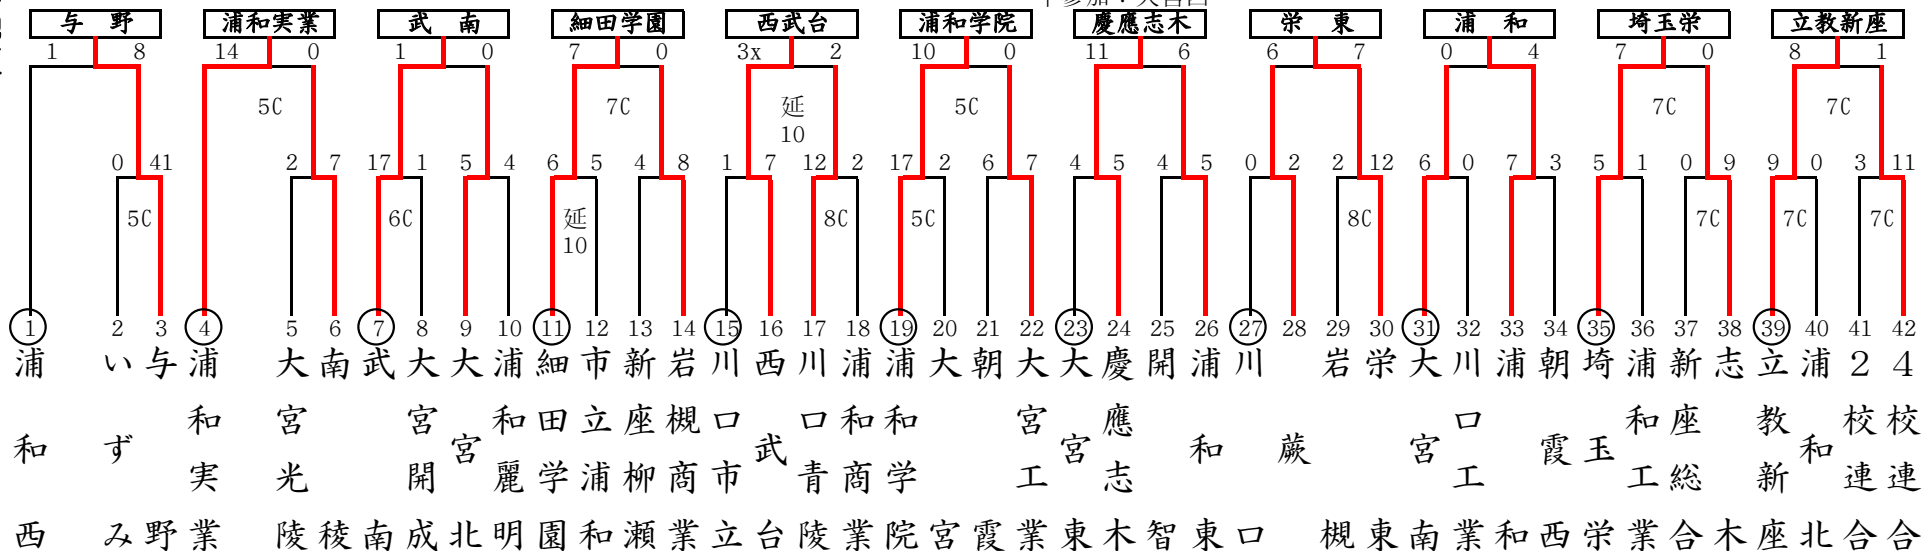 与野 浦和実業 武南 細田学園 西武台 浦和学院 慶應志木 栄東 浦和 埼玉栄 立教新座
1 8 14 0 1 0 7 0 3x 2 10 0 11 6 6 7 0 4 7 0 8 1
5C 7C 延10 5C 7C 7C
0 41 2 7 17 1 5 4 6 5 4 8 1 7 12 2 17 2 6 7 4 5 4 5 0 2 2 12 6 0 7 3 5 1 0 9 9 0 3 11
5C 6C 延10 8C 5C 8C 7C 7C 7C
1 2 3 4 5 6 7 8 9 10 11 12 13 14 15 16 17 18 19 20 21 22 23 24 25 26 27 28 29 30 31 32 33 34 35 36 37 38 39 40 41 42
浦和西
いずみ
与野
浦和実業
大宮光陵
南稜
武南
大宮開成
大宮北
浦和麗明
細田学園
市立浦和
新座柳瀬
岩槻商業
川口市立
西武台
川口青陵
浦和商業
浦和学院
大宮
朝霞
大宮工業
大宮東
慶應志木
開智
浦和東
川口
蕨
岩槻
栄東
大宮南
川口工業
浦和
朝霞西
埼玉栄
浦和工業
新座総合
志木
立教新座
浦和北
2校連合
4校連合